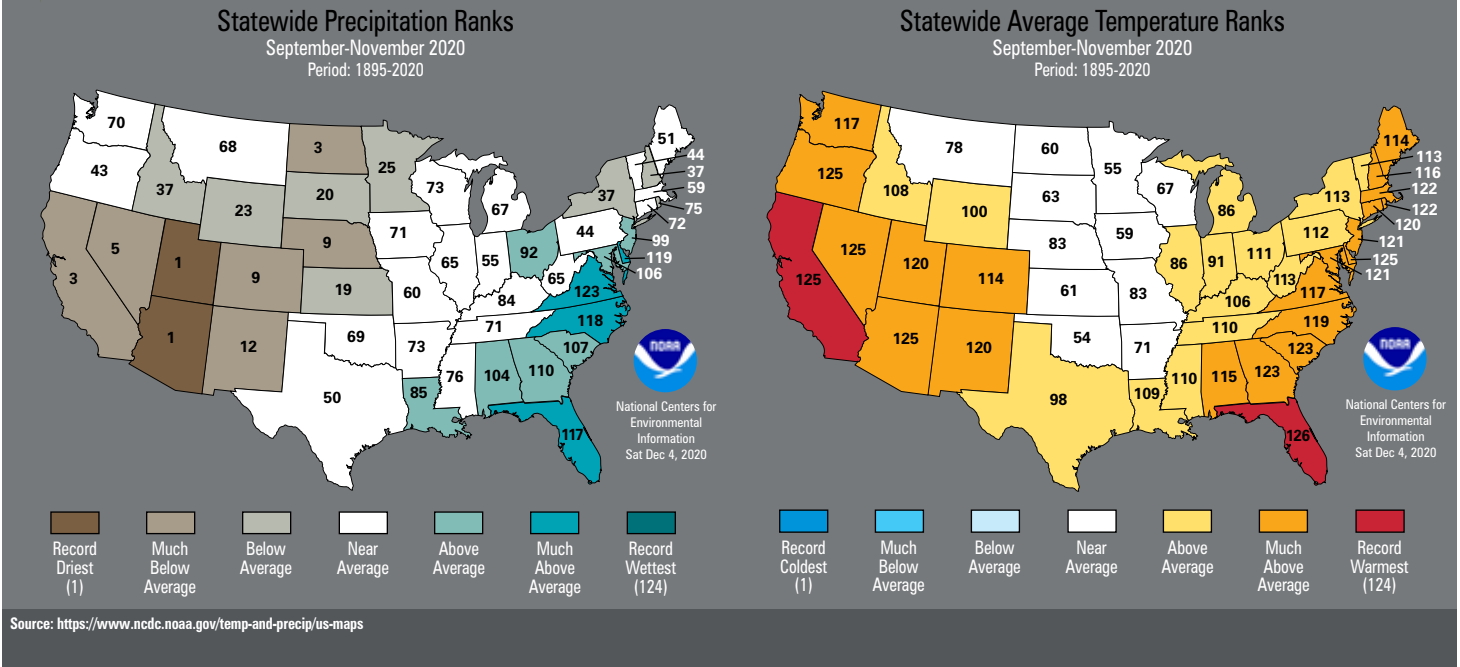 Statewide Precipitation Ranks
September-November 2020
Period: 1895-2020
70
43
68
37
23
3
20
9
19
25
5
3
1
1
9
12
69
50
71
60
73
85
73
65
55
67
92
84
71
76
104
110
117
107
118
123
65
44
37
51
44
37
59
75
72
99
119
106
NOAA
National Centers for
Environmental
Information
Sat Dec 4, 2020
Record
Driest
(1)
Much
Below
Average
Below
Average
Near
Average
Above
Average
Much
Above
Average
Record
Wettest
(124)
Statewide Average Temperature Ranks
September-November 2020
Period: 1895-2020
117
125
78
108
100
60
63
83
61
55
125
125
120
125
114
120
54
98
59
83
71
109
67
86
91
86
111
106
110
110
115
123
126
123
119
117
113
112
113
114
113
116
122
122
120
121
125
121
NOAA
National Centers for
Environmental
Information
Sat Dec 4, 2020
Record
Coldest
(1)
Much
Below
Average
Below
Average
Near
Average
Above
Average
Much
Above
Average
Record
Warmest
(124)
Source: https://www.ncdc.noaa.gov/temp-and-precip/us-maps